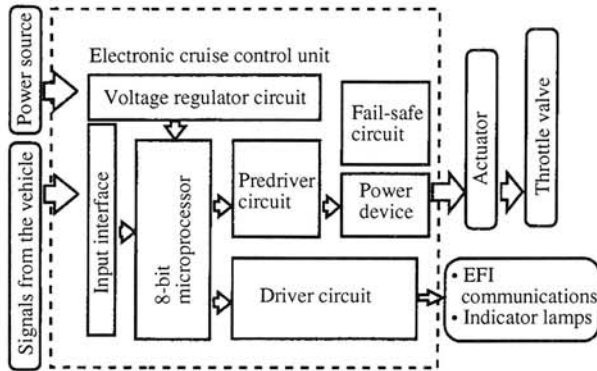 Power source
Signals from the vehicle
Electronic cruise control unit
Voltage regulator circuit
Input interface
8-bit
microprocessor
Predriver
circuit
Fail-safe
circuit
Power
device
Driver circuit
Actuator
Throttle valve
• EFI
communications
• Indicator lamps